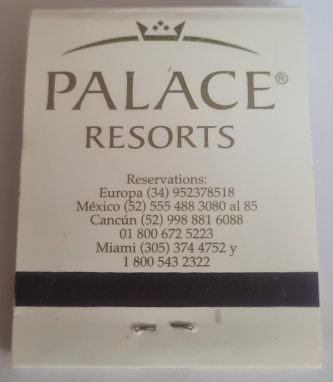 PALACE®
RESORTS
Reservations:
Europa (34) 952378518
México (52) 555 488 3080 al 85
Cancún (52) 998 881 6088
01 800 672 5223
Miami (305) 374 4752 y
1 800 543 2322